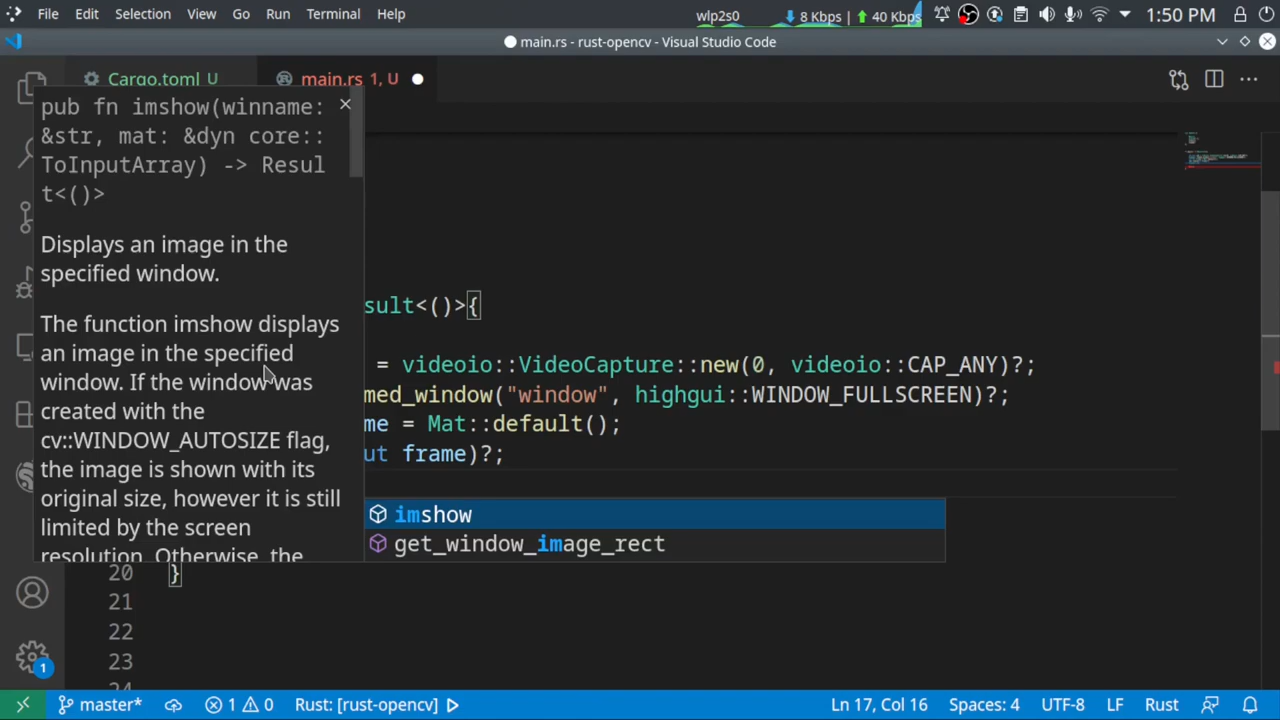 File Edit Selection View Go Run Terminal Help
wlp2s0 8 Kbps 40 Kbps 1:50 PM
main.rs - rust-opencv - Visual Studio Code
Cargo.toml U main.rs 1, U
pub fn imshow(winname:
&str, mat: &dyn core::
ToInputArray) -> Resul
t<()>
Displays an image in the
specified window.
sult<()>{
The function imshow displays
an image in the specified
= videoio::VideoCapture::new(0, videoio::CAP_ANY)?;
window. If the window was
med_window("window", highgui::WINDOW_FULLSCREEN)?;
created with the
me = Mat::default();
cv::WINDOW_AUTOSIZE flag,
ut frame)?;
the image is shown with its
original size, however it is still
imshow
limited by the screen
get_window_image_rect
resolution. Otherwise, the
20 }
21
22
23
24
1
master* 1 0 Rust: [rust-opencv] Ln 17, Col 16 Spaces: 4 UTF-8 LF Rust